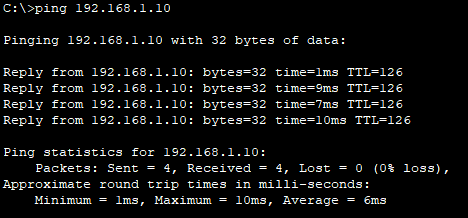 C:\>ping 192.168.1.10
Pinging 192.168.1.10 with 32 bytes of data:
Reply from 192.168.1.10: bytes=32 time=1ms TTL=126
Reply from 192.168.1.10: bytes=32 time=9ms TTL=126
Reply from 192.168.1.10: bytes=32 time=7ms TTL=126
Reply from 192.168.1.10: bytes=32 time=10ms TTL=126
Ping statistics for 192.168.1.10:
Packets: Sent = 4, Received = 4, Lost = 0 (0% loss),
Approximate round trip times in milli-seconds:
Minimum = 1ms, Maximum = 10ms, Average = 6ms